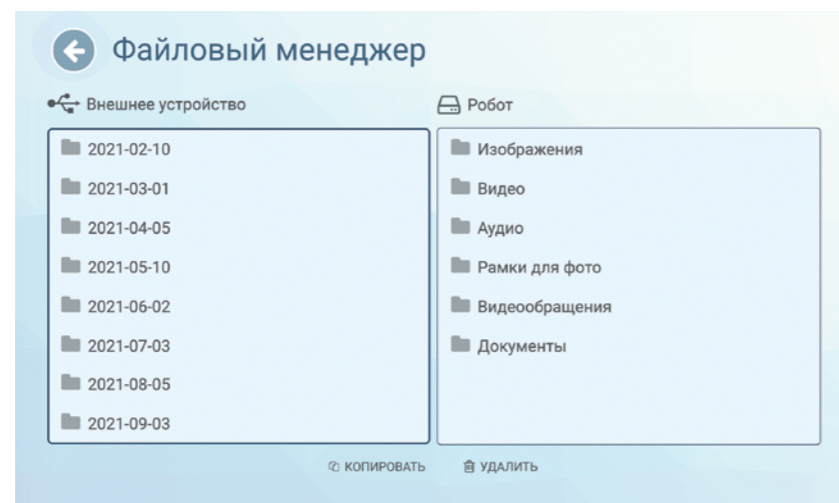 Файловый менеджер
Внешнее устройство
2021-02-10
2021-03-01
2021-04-05
2021-05-10
2021-06-02
2021-07-03
2021-08-05
2021-09-03
Робот
Изображения
Видео
Аудио
Рамки для фото
Видеообращения
Документы
КОПИРОВАТЬ
УДАЛИТЬ